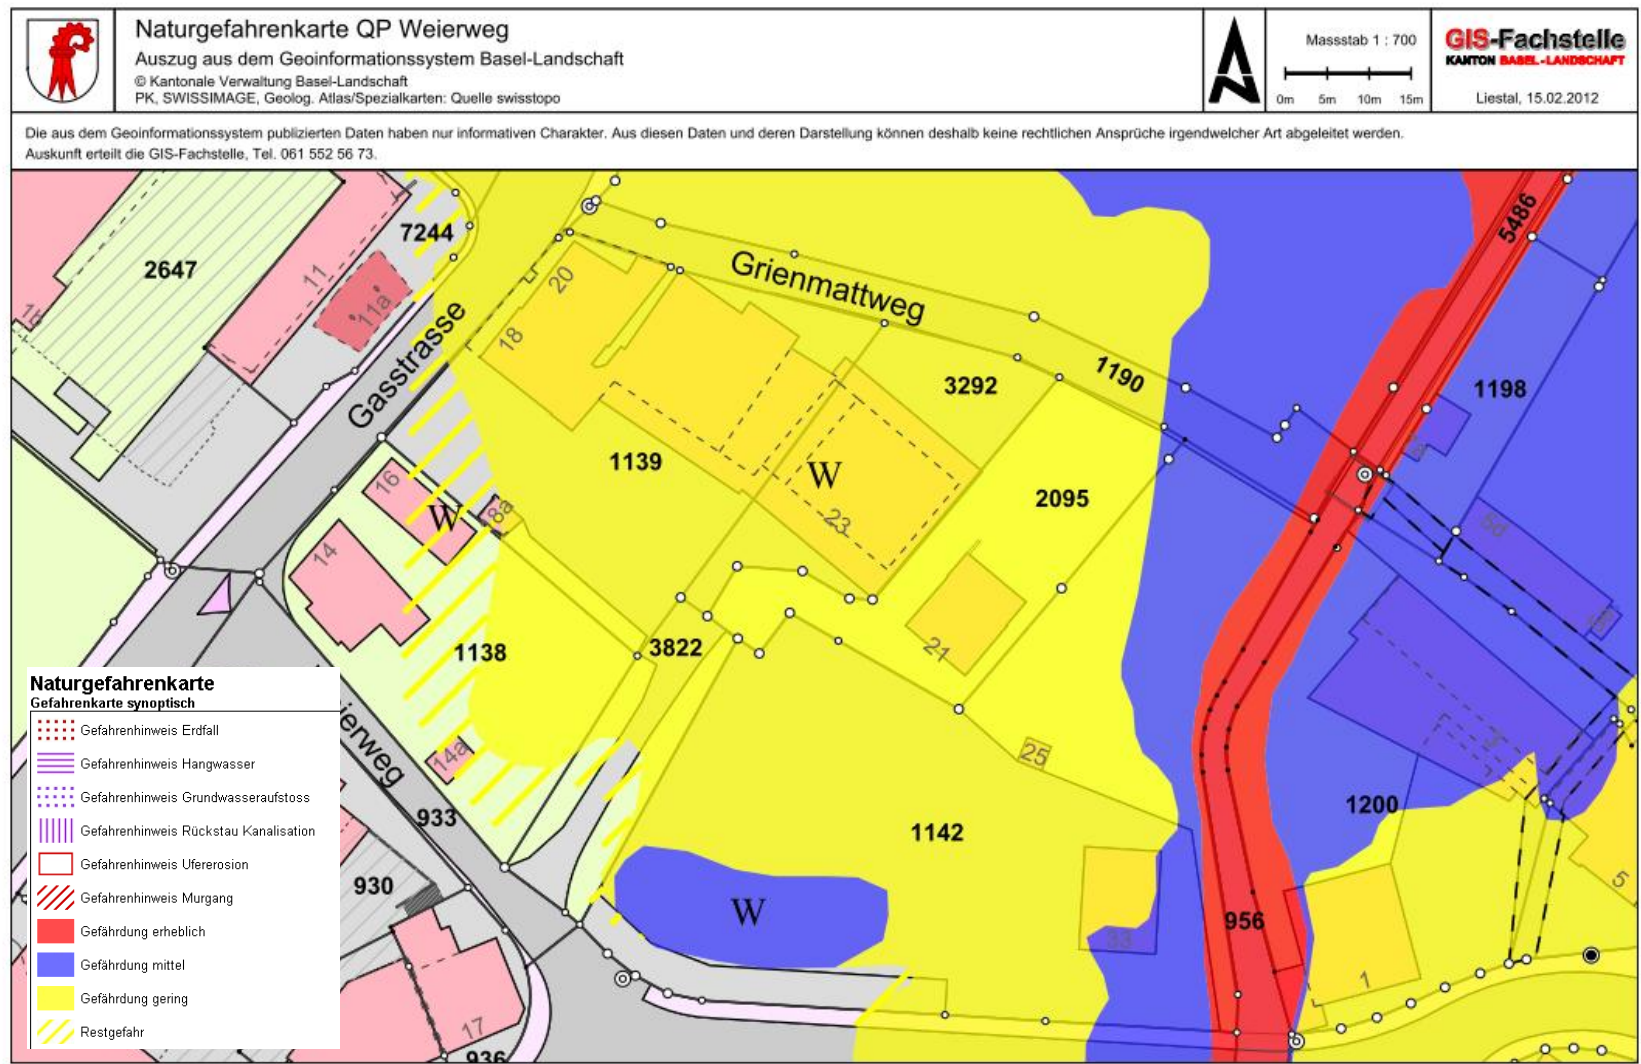 Naturgefahrenkarte QP Weierweg
Auszug aus dem Geoinformationssystem Basel-Landschaft
© Kantonale Verwaltung Basel-Landschaft
PK, SWISSIMAGE, Geolog. Atlas/Spezialkarten: Quelle swisstopo
Massstab 1 : 700
0m 5m 10m 15m
GIS-Fachstelle
KANTON BASEL-LANDSCHAFT
Liestal, 15.02.2012
Die aus dem Geoinformationssystem publizierten Daten haben nur informativen Charakter. Aus diesen Daten und deren Darstellung können deshalb keine rechtlichen Ansprüche irgendwelcher Art abgeleitet werden.
Auskunft erteilt die GIS-Fachstelle, Tel. 061 552 56 73.
5486
7244
2647
11
20
Grienmattweg
11a
18
Gasstrasse
1190
3292
1198
1139
W
16
2095
W
18a
23
14
21
1138
3822
14a
25
ierweg
933
1200
1142
5
930
W
956
33
1
17
936
Naturgefahrenkarte
Gefahrenkarte synoptisch
Gefahrenhinweis Erdfall
Gefahrenhinweis Hangwasser
Gefahrenhinweis Grundwasseraufstoss
Gefahrenhinweis Rückstau Kanalisation
Gefahrenhinweis Ufererosion
Gefahrenhinweis Murgang
Gefährdung erheblich
Gefährdung mittel
Gefährdung gering
Restgefahr